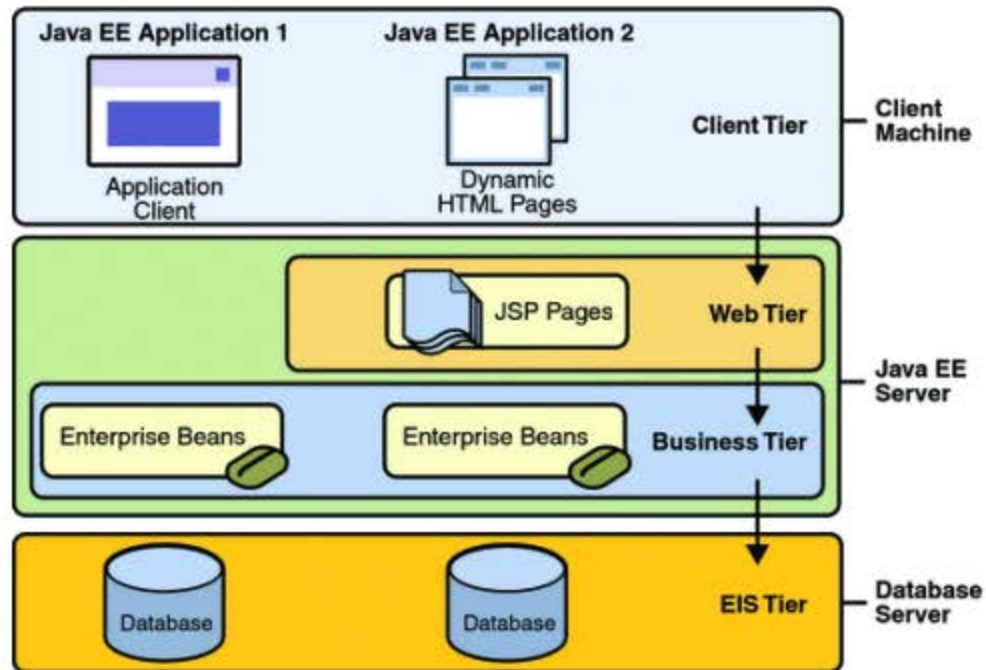 Java EE Application 1
Java EE Application 2
Application
Client
Dynamic
HTML Pages
Client Tier
Client
Machine
JSP Pages
Web Tier
Java EE
Server
Enterprise Beans
Enterprise Beans
Business Tier
Database
Database
EIS Tier
Database
Server